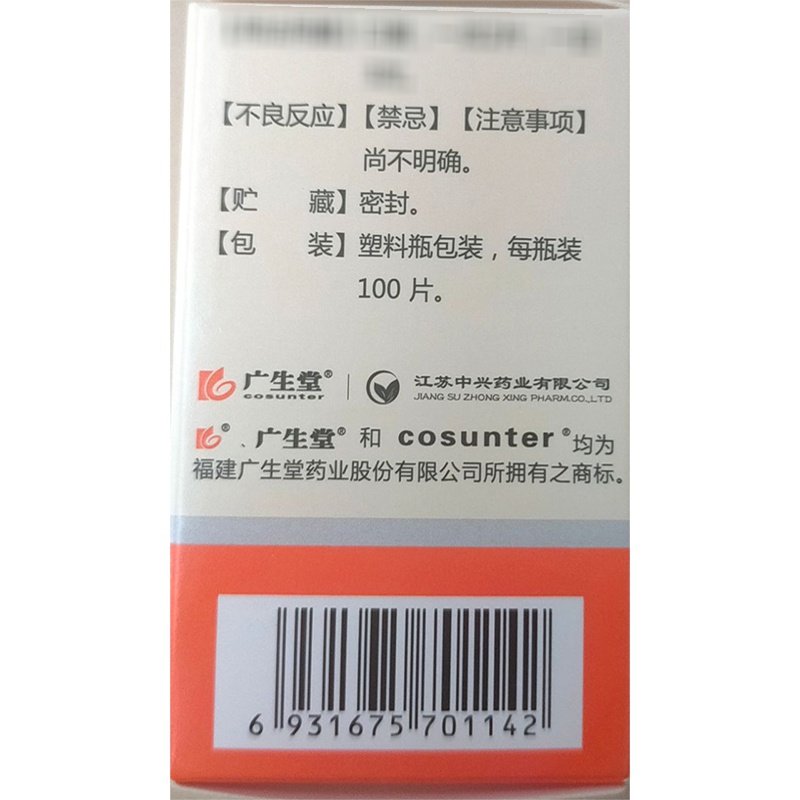 【不良反应】【禁忌】【注意事项】
尚不明确。
【贮 藏】密封。
【包 装】塑料瓶包装，每瓶装
100 片。
广生堂® cosunter 江苏中兴药业有限公司 JIANG SU ZHONG XING PHARM.CO.,LTD
®、广生堂® 和 cosunter® 均为
福建广生堂药业股份有限公司所拥有之商标。
6 931675 701142